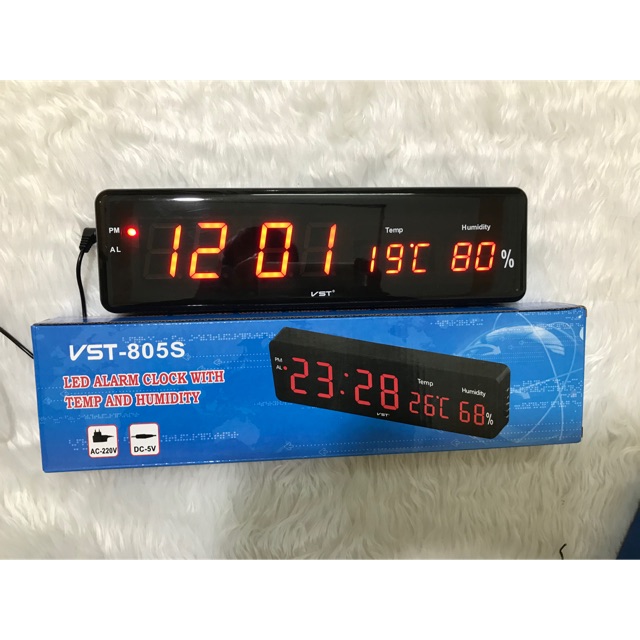 PM
AL
12 01
Temp
19℃
Humidity
80%
VST
VST-805S
LED ALARM CLOCK WITH
TEMP AND HUMIDITY
AC-220V
DC-5V
PM
AL
23:28
Temp
26℃
Humidity
68%
VST